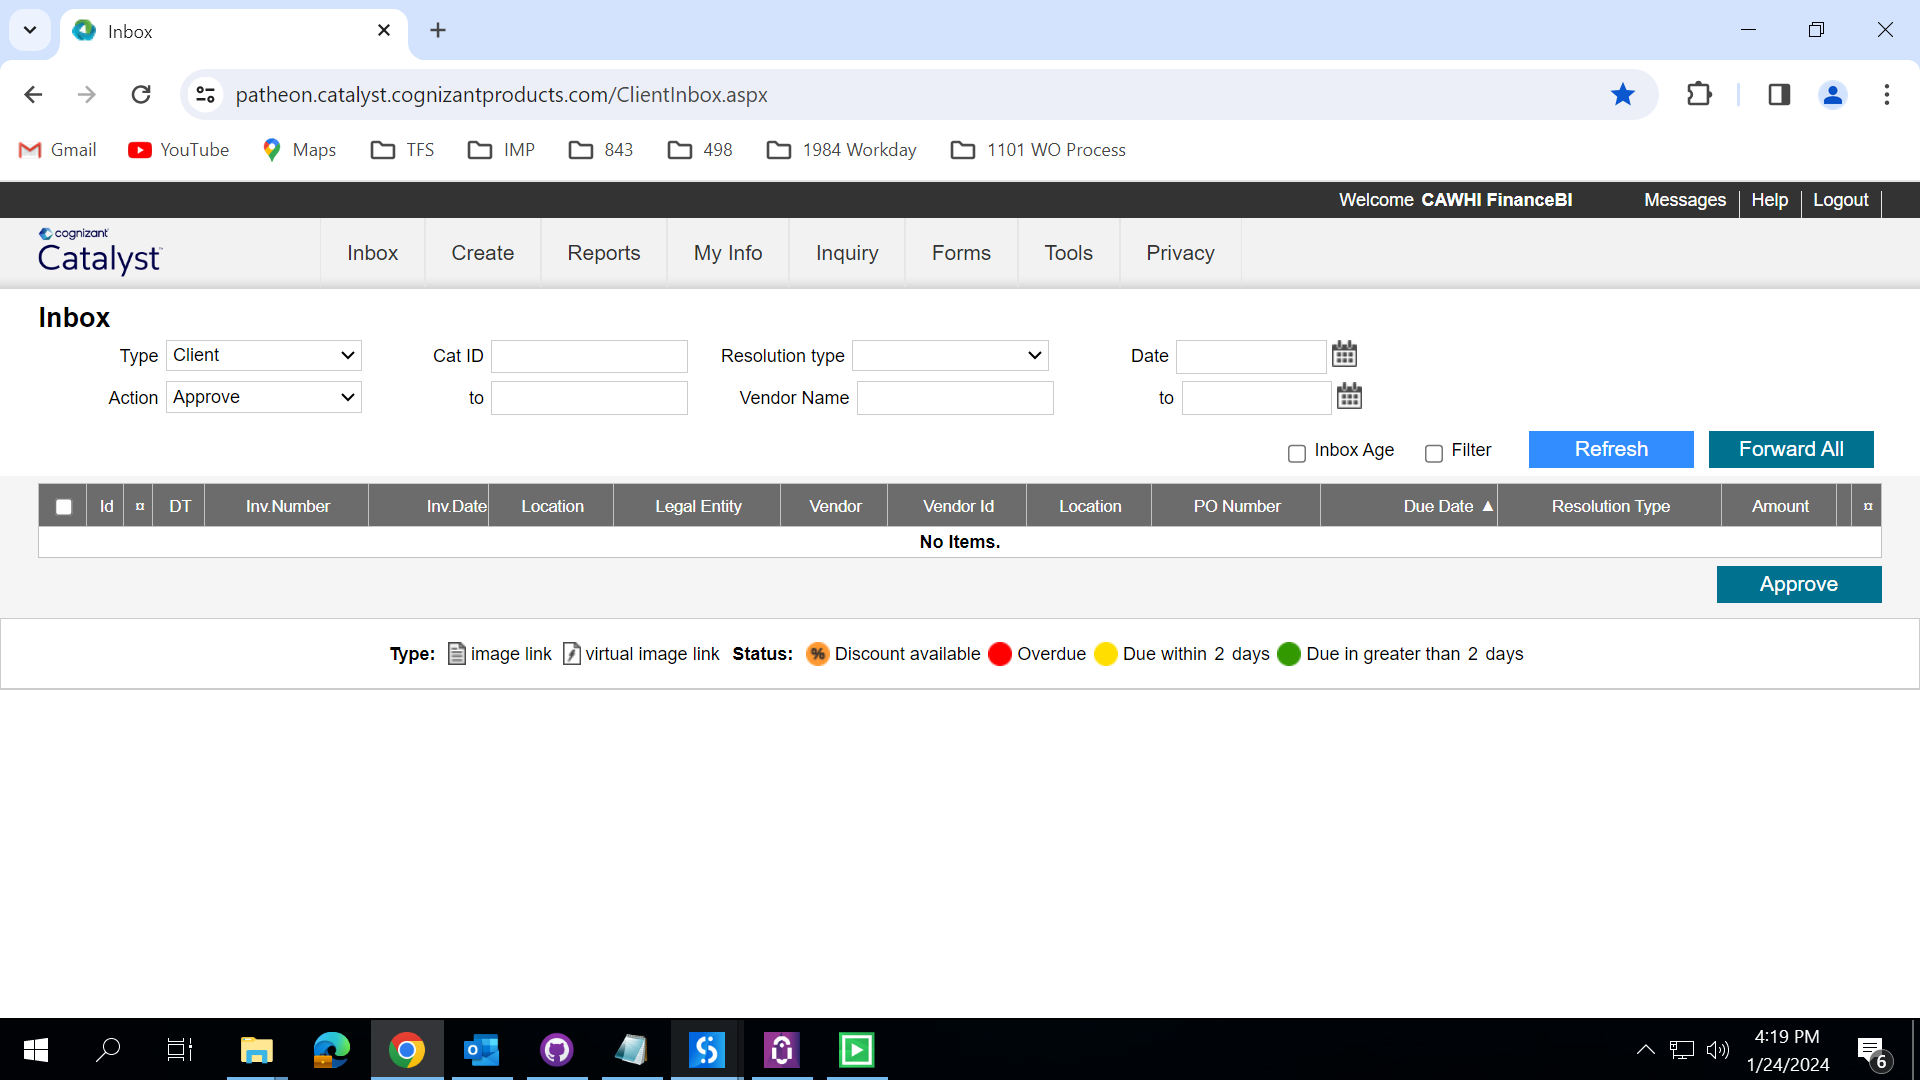 Inbox
patheon.catalyst.cognizantproducts.com/ClientInbox.aspx
Gmail YouTube Maps TFS IMP 843 498 1984 Workday 1101 WO Process
Welcome CAWHI FinanceBI Messages Help Logout
cognizant
Catalyst
Inbox Create Reports My Info Inquiry Forms Tools Privacy
Inbox
Type Client Cat ID Resolution type Date
Action Approve to Vendor Name to
Inbox Age Filter Refresh Forward All
Id ¤ DT Inv.Number Inv.Date Location Legal Entity Vendor Vendor Id Location PO Number Due Date ▲ Resolution Type Amount ¤
No Items.
Approve
Type: image link virtual image link Status: % Discount available Overdue Due within 2 days Due in greater than 2 days
4:19 PM
1/24/2024
6